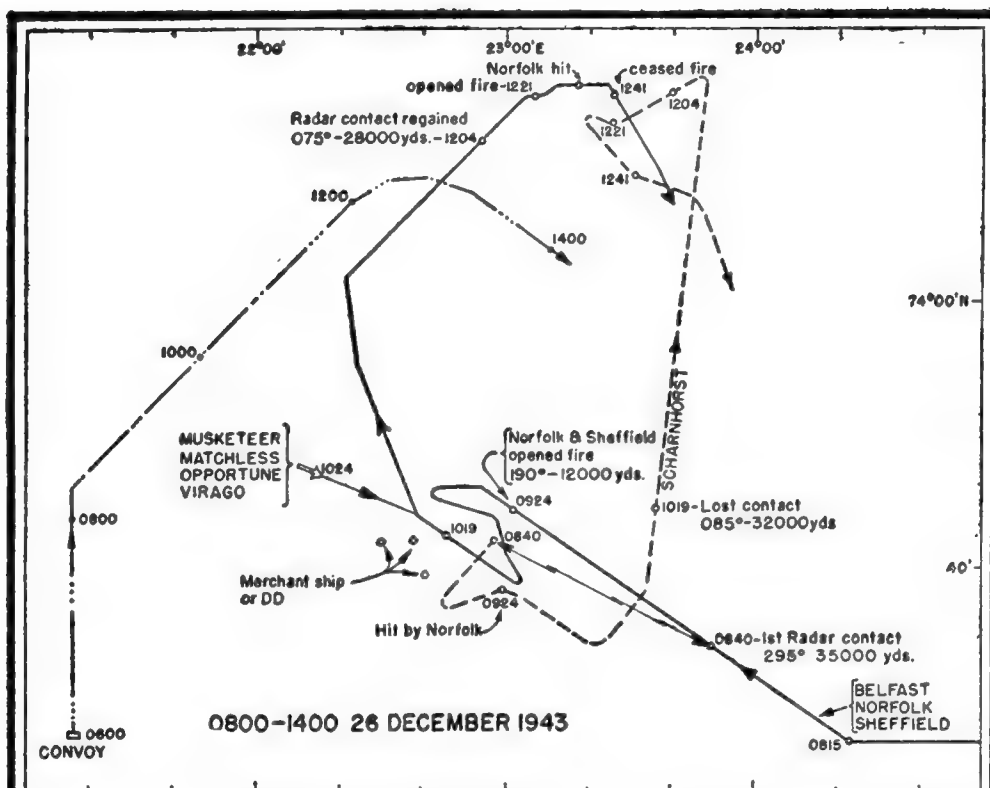 22°00'
23°00'E
24°00'
Norfolk hit
opened fire-1221
1241
ceased fire
1204
1221
1241
Radar contact regained
075°-28000yds.-1204
1200
1400
74°00'N
1000
SCHARNHORST
MUSKETEER
MATCHLESS
OPPORTUNE
VIRAGO
1024
Norfolk & Sheffield
opened fire
190°-12000 yds.
0924
0800
1019
0840
1019-Lost contact
085°-32000yds
40'
Merchant ship
or DD
0924
Hit by Norfolk
0840-1st Radar contact
295° 35000 yds.
BELFAST
NORFOLK
SHEFFIELD
0800-1400 26 DECEMBER 1943
0600
CONVOY
0815